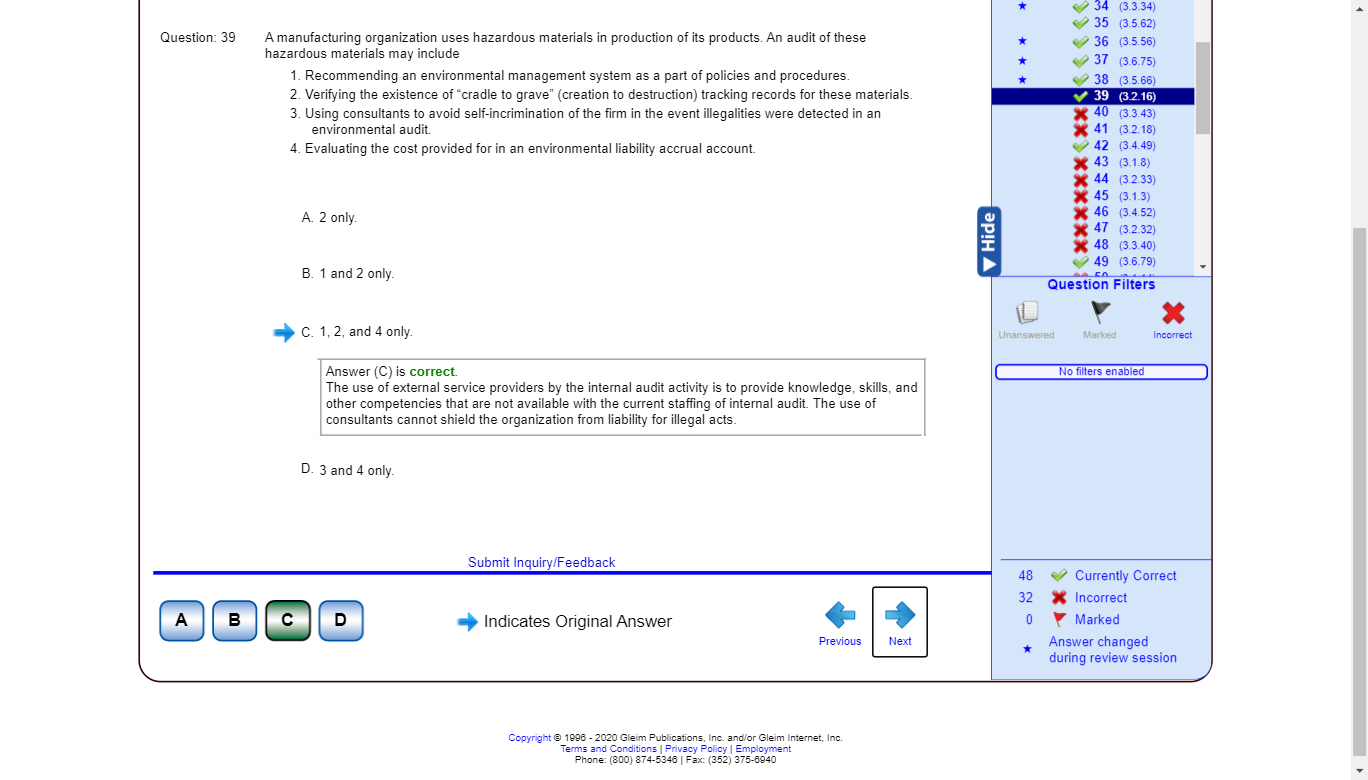 Question: 39
A manufacturing organization uses hazardous materials in production of its products. An audit of these
hazardous materials may include
1. Recommending an environmental management system as a part of policies and procedures.
2. Verifying the existence of “cradle to grave” (creation to destruction) tracking records for these materials.
3. Using consultants to avoid self-incrimination of the firm in the event illegalities were detected in an
environmental audit.
4. Evaluating the cost provided for in an environmental liability accrual account.
A. 2 only.
B. 1 and 2 only.
C. 1, 2, and 4 only.
Answer (C) is correct.
The use of external service providers by the internal audit activity is to provide knowledge, skills, and
other competencies that are not available with the current staffing of internal audit. The use of
consultants cannot shield the organization from liability for illegal acts.
D. 3 and 4 only.
Submit Inquiry/Feedback
A B C D
Indicates Original Answer
Previous
Next
34 (3.3.34)
35 (3.5.62)
36 (3.5.56)
37 (3.6.75)
38 (3.5.66)
39 (3.2.16)
40 (3.3.43)
41 (3.2.18)
42 (3.4.49)
43 (3.1.8)
44 (3.2.33)
45 (3.1.3)
46 (3.4.52)
47 (3.2.32)
48 (3.3.40)
49 (3.6.79)
Hide
Question Filters
Unanswered Marked Incorrect
No filters enabled
48 Currently Correct
32 Incorrect
0 Marked
Answer changed
during review session
Copyright © 1996 - 2020 Gleim Publications, Inc. and/or Gleim Internet, Inc.
Terms and Conditions | Privacy Policy | Employment
Phone: (800) 874-5346 | Fax: (352) 375-6940